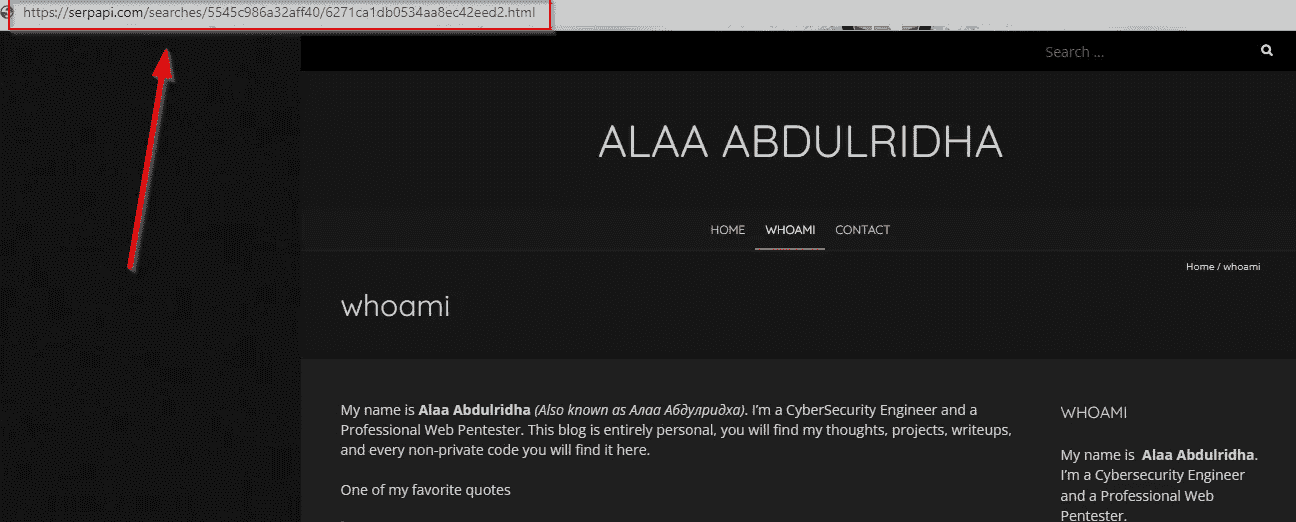 https://serpapi.com/searches/5545c986a32aff40/6271ca1db0534aa8ec42eed2.html
Search ...
ALAA ABDULRIDHA
HOME WHOAMI CONTACT
Home / whoami
whoami
My name is Alaa Abdulridha (Also known as Алаа Абдулридха). I'm a CyberSecurity Engineer and a
Professional Web Pentester. This blog is entirely personal, you will find my thoughts, projects, writeups,
and every non-private code you will find it here.
One of my favorite quotes
WHOAMI
My name is Alaa Abdulridha.
I'm a Cybersecurity Engineer
and a Professional Web
Pentester.